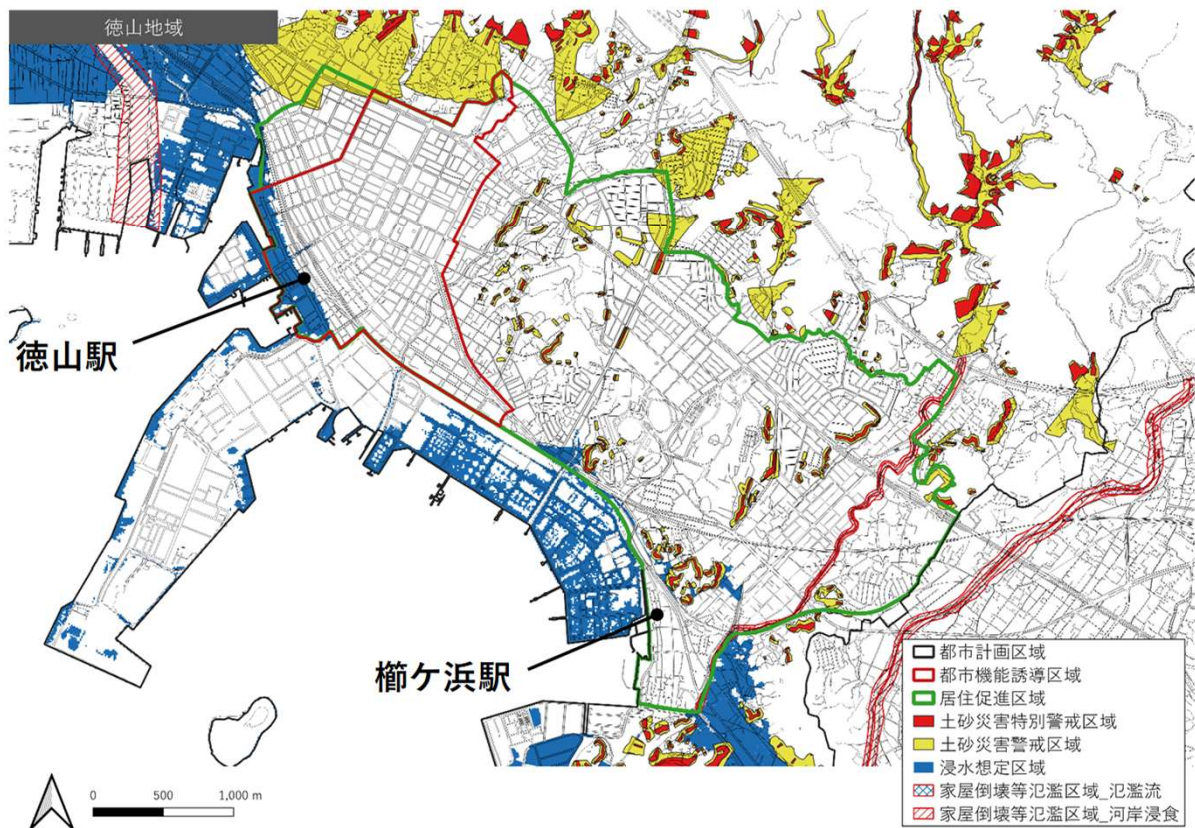 徳山地域
徳山駅
櫛ケ浜駅
都市計画区域
都市機能誘導区域
居住促進区域
土砂災害特別警戒区域
土砂災害警戒区域
浸水想定区域
家屋倒壊等氾濫区域_氾濫流
家屋倒壊等氾濫区域_河岸浸食
0 500 1,000 m